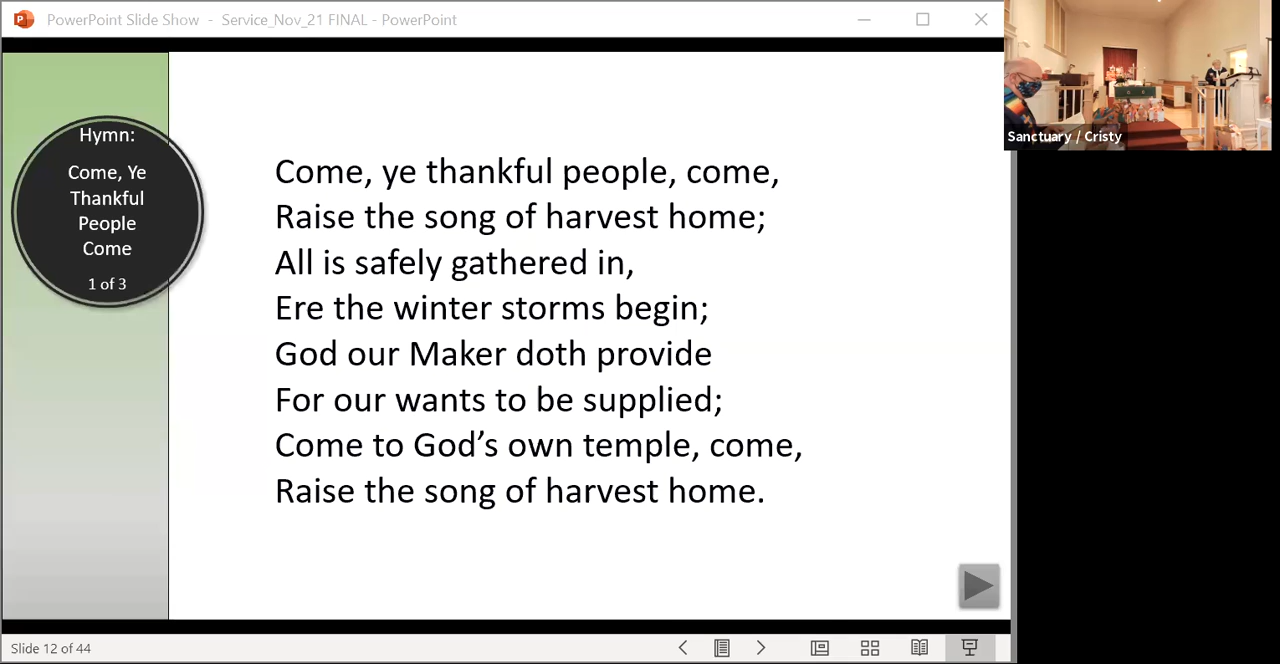 PowerPoint Slide Show - Service_Nov_21 FINAL - PowerPoint
Sanctuary / Cristy
Hymn:
Come, Ye
Thankful
People
Come
1 of 3
Come, ye thankful people, come,
Raise the song of harvest home;
All is safely gathered in,
Ere the winter storms begin;
God our Maker doth provide
For our wants to be supplied;
Come to God’s own temple, come,
Raise the song of harvest home.
Slide 12 of 44